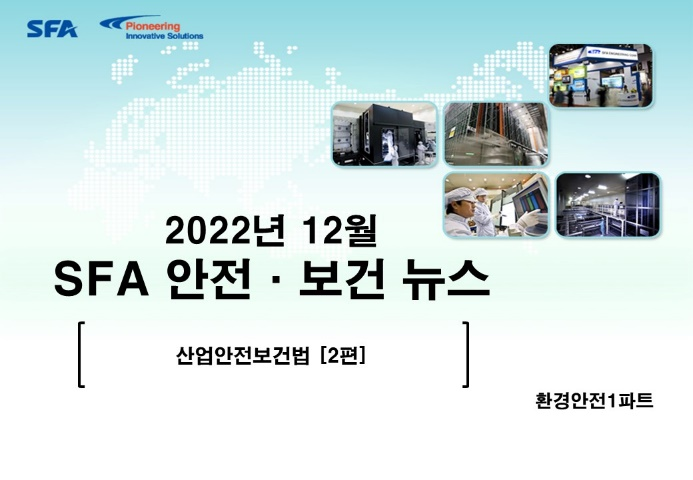 SFA
Pioneering
Innovative Solutions
2022년 12월
SFA 안전 · 보건 뉴스
산업안전보건법 [2편]
환경안전1파트